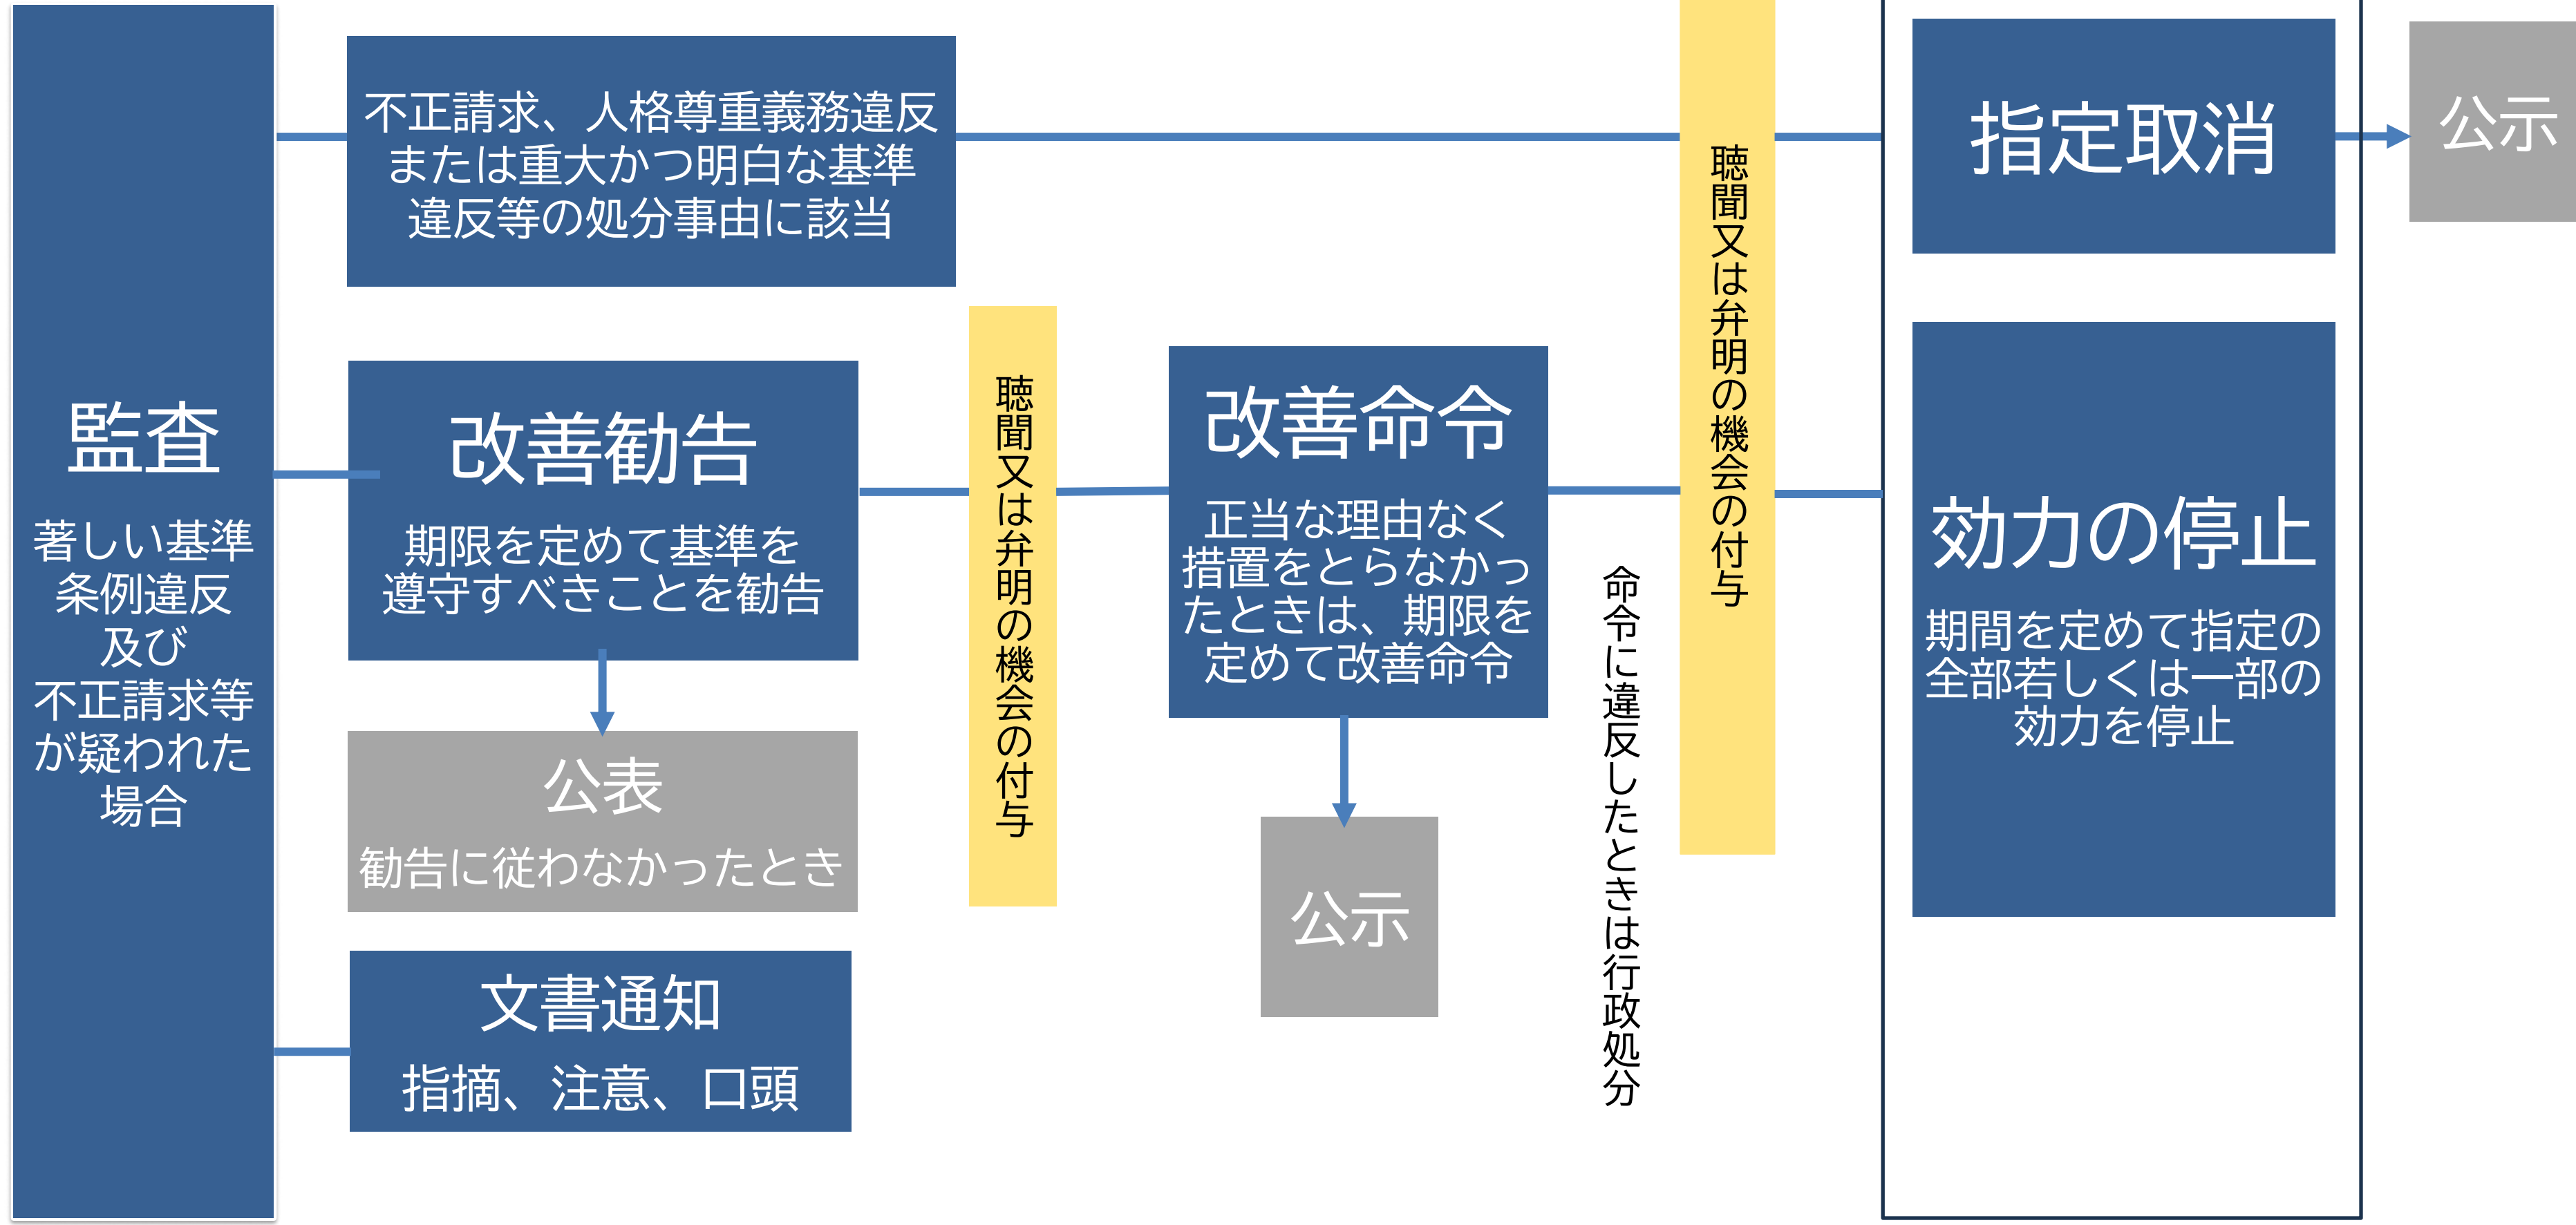 監査
著しい基準
条例違反
及び
不正請求等
が疑われた
場合
不正請求、人格尊重義務違反
または重大かつ明白な基準
違反等の処分事由に該当
改善勧告
期限を定めて基準を
遵守すべきことを勧告
公表
勧告に従わなかったとき
文書通知
指摘、注意、口頭
聴聞又は弁明の機会の付与
改善命令
正当な理由なく
措置をとらなかっ
たときは、期限を
定めて改善命令
公示
命令に違反したときは行政処分
聴聞又は弁明の機会の付与
指定取消
公示
効力の停止
期間を定めて指定の
全部若しくは一部の
効力を停止